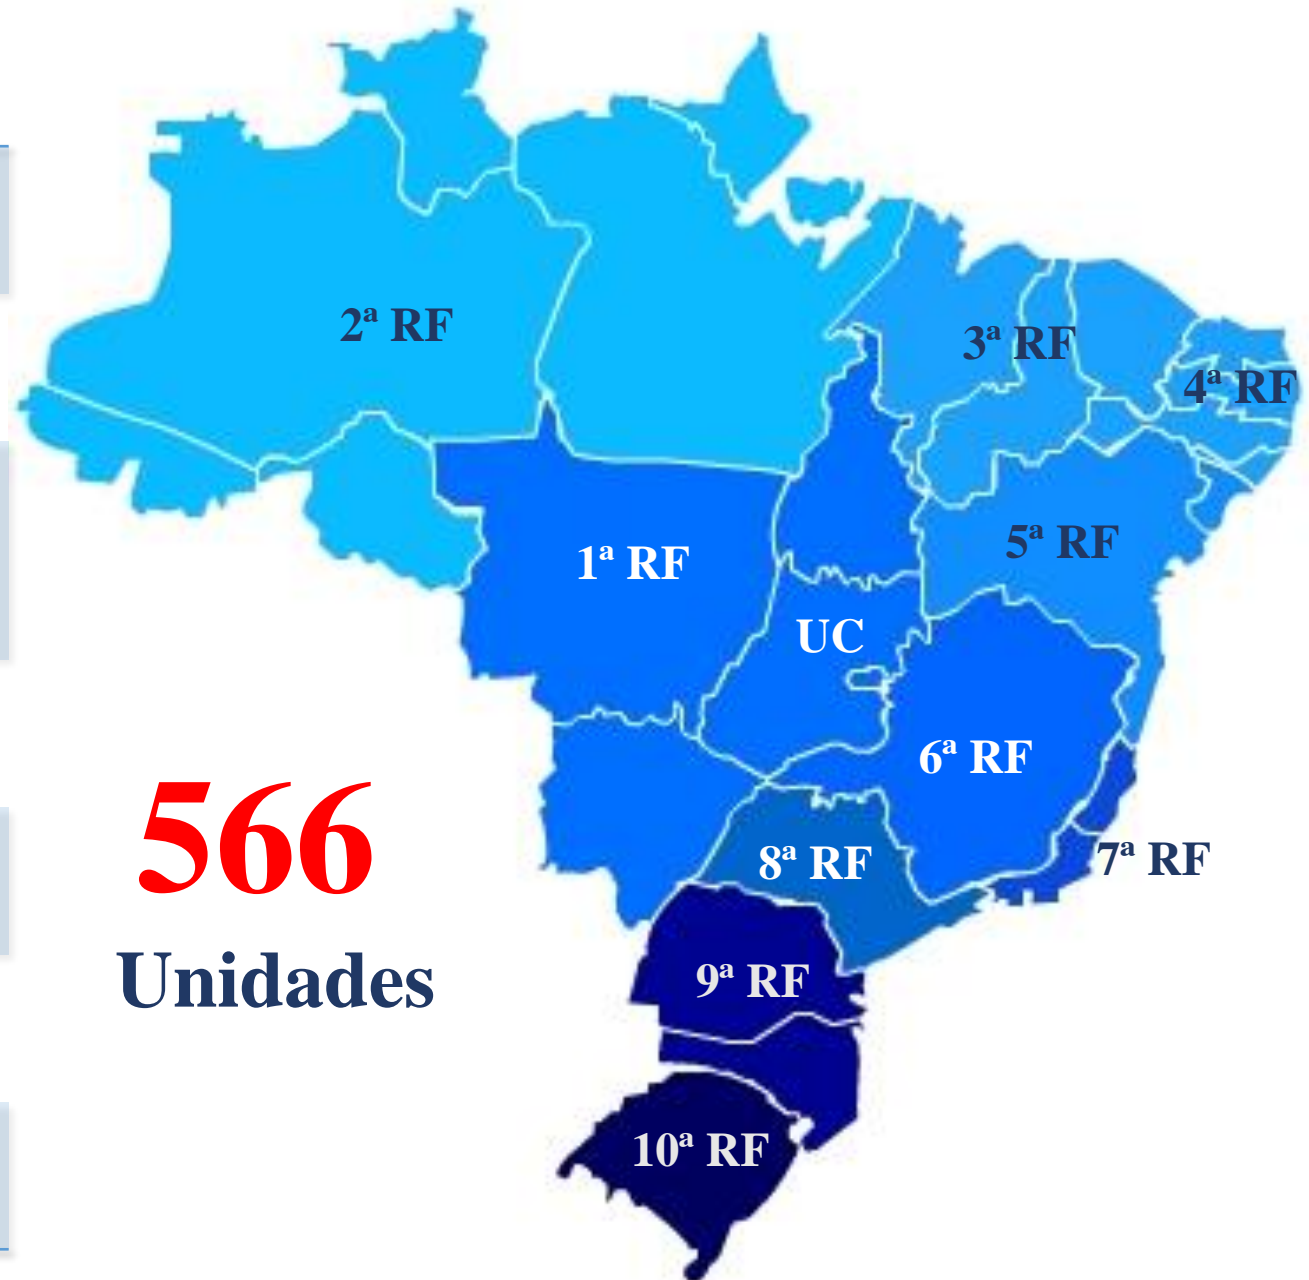 2ª RF
3ª RF
4ª RF
5ª RF
1ª RF
UC
6ª RF
566
Unidades
8ª RF
7ª RF
9ª RF
10ª RF